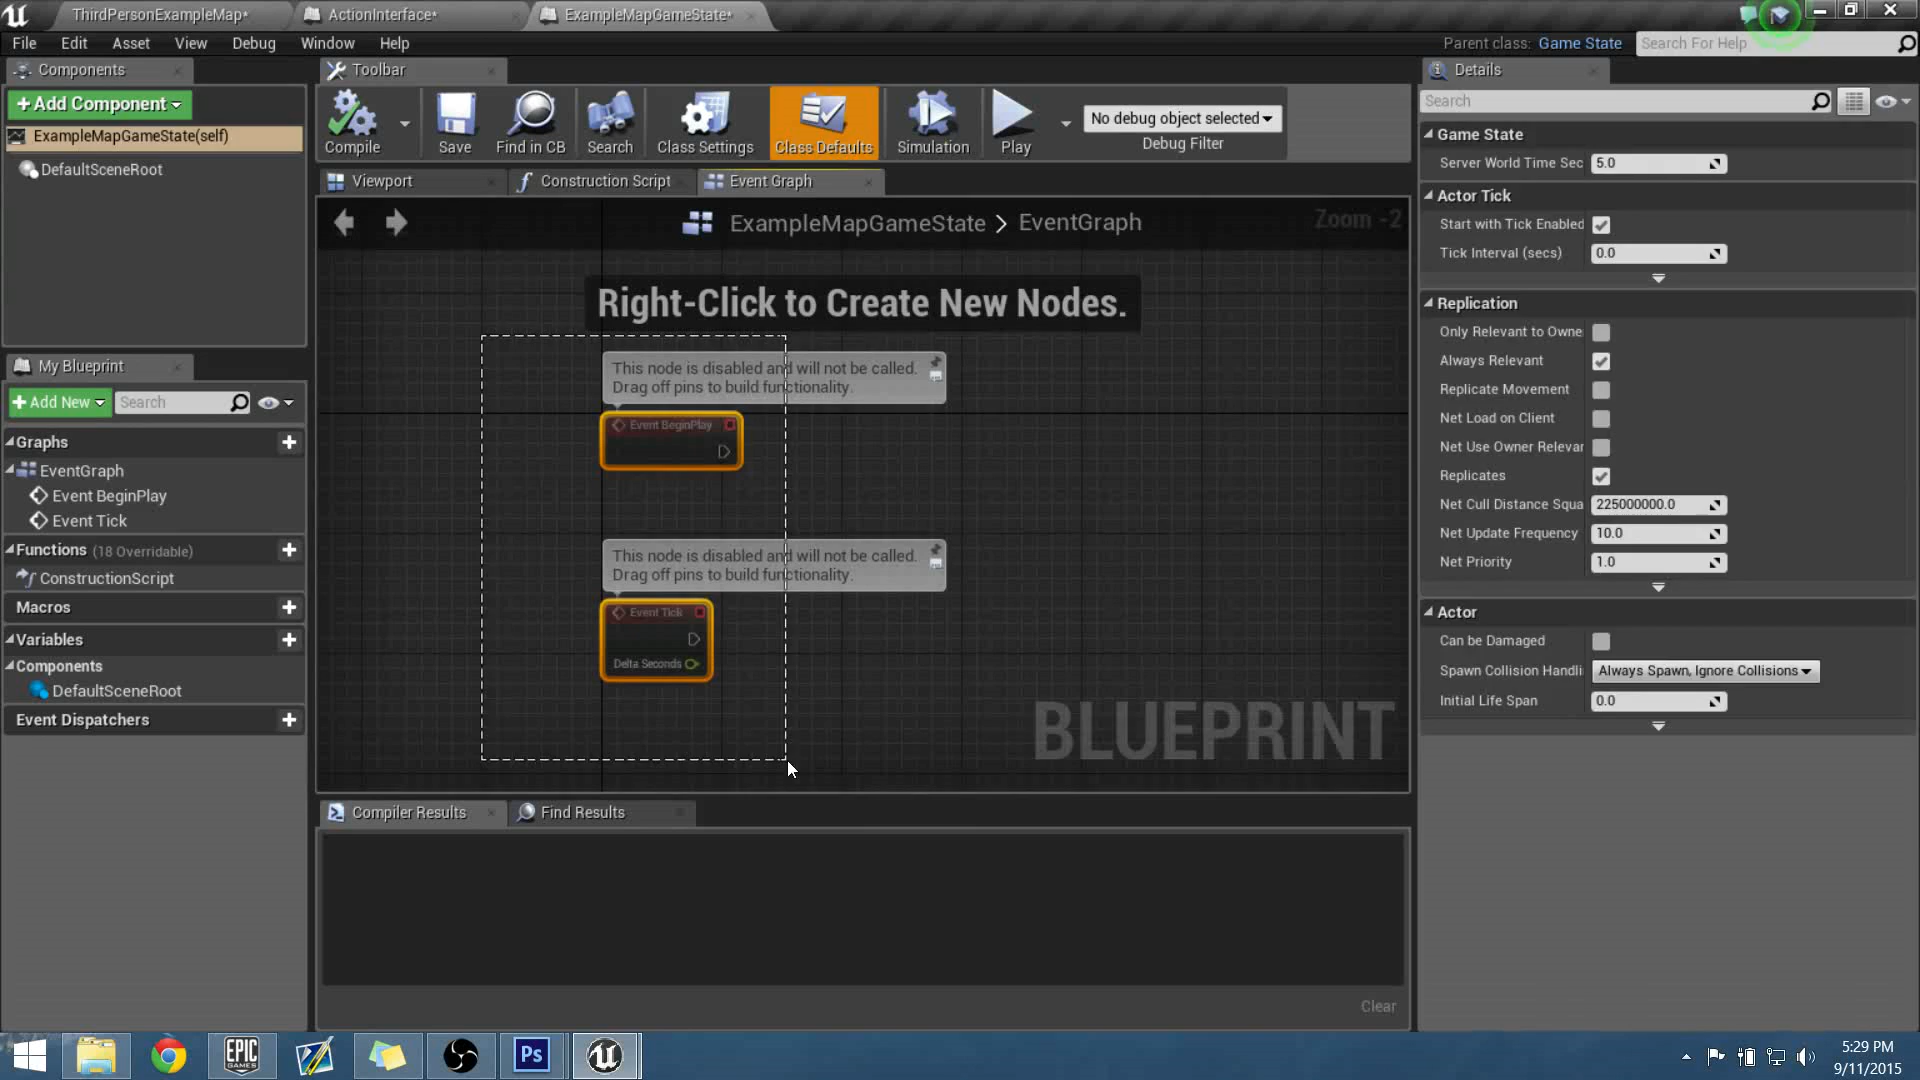 ThirdPersonExampleMap*
ActionInterface*
ExampleMapGameState*
File Edit Asset View Debug Window Help
Parent class: Game State
Search For Help
Components
Add Component
ExampleMapGameState(self)
DefaultSceneRoot
Toolbar
Compile
Save
Find in CB
Search
Class Settings
Class Defaults
Simulation
Play
No debug object selected
Debug Filter
Viewport
Construction Script
Event Graph
ExampleMapGameState > EventGraph
Zoom -2
Right-Click to Create New Nodes.
This node is disabled and will not be called.
Drag off pins to build functionality.
Event BeginPlay
This node is disabled and will not be called.
Drag off pins to build functionality.
Event Tick
Delta Seconds
BLUEPRINT
My Blueprint
Add New
Search
Graphs
EventGraph
Event BeginPlay
Event Tick
Functions (18 Overridable)
ConstructionScript
Macros
Variables
Components
DefaultSceneRoot
Event Dispatchers
Compiler Results
Find Results
Clear
Details
Search
Game State
Server World Time Sec 5.0
Actor Tick
Start with Tick Enabled
Tick Interval (secs) 0.0
Replication
Only Relevant to Owne
Always Relevant
Replicate Movement
Net Load on Client
Net Use Owner Relevan
Replicates
Net Cull Distance Squa 225000000.0
Net Update Frequency 10.0
Net Priority 1.0
Actor
Can be Damaged
Spawn Collision Handli Always Spawn, Ignore Collisions
Initial Life Span 0.0
EPIC
GAMES
Ps
5:29 PM
9/11/2015